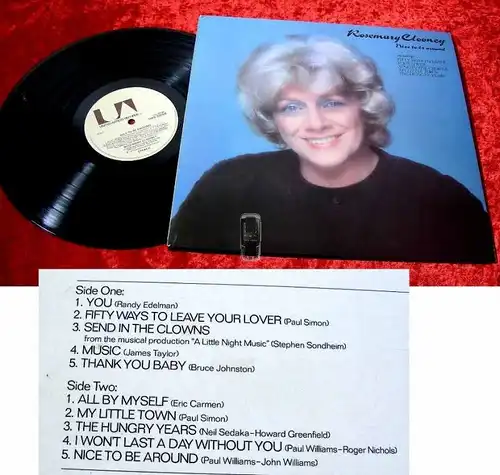 Rosemary Clooney
Nice to be around
Side One:
1. YOU (Randy Edelman)
2. FIFTY WAYS TO LEAVE YOUR LOVER (Paul Simon)
3. SEND IN THE CLOWNS
from the musical production "A Little Night Music" (Stephen Sondheim)
4. MUSIC (James Taylor)
5. THANK YOU BABY (Bruce Johnston)
Side Two:
1. ALL BY MYSELF (Eric Carmen)
2. MY LITTLE TOWN (Paul Simon)
3. THE HUNGRY YEARS (Neil Sedaka-Howard Greenfield)
4. I WON'T LAST A DAY WITHOUT YOU (Paul Williams-Roger Nichols)
5. NICE TO BE AROUND (Paul Williams-John Williams)